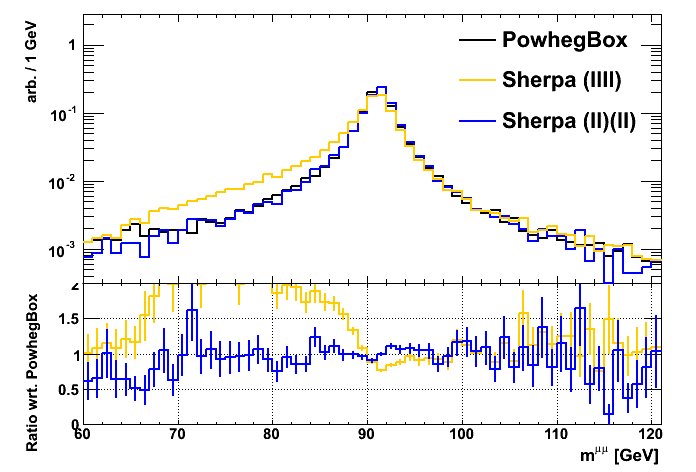 arb. / 1 GeV
1
10^-1
10^-2
10^-3
PowhegBox
Sherpa (llll)
Sherpa (ll)(ll)
Ratio wrt. PowhegBox
2
1.5
1
0.5
0
60 70 80 90 100 110 120
m^μμ [GeV]